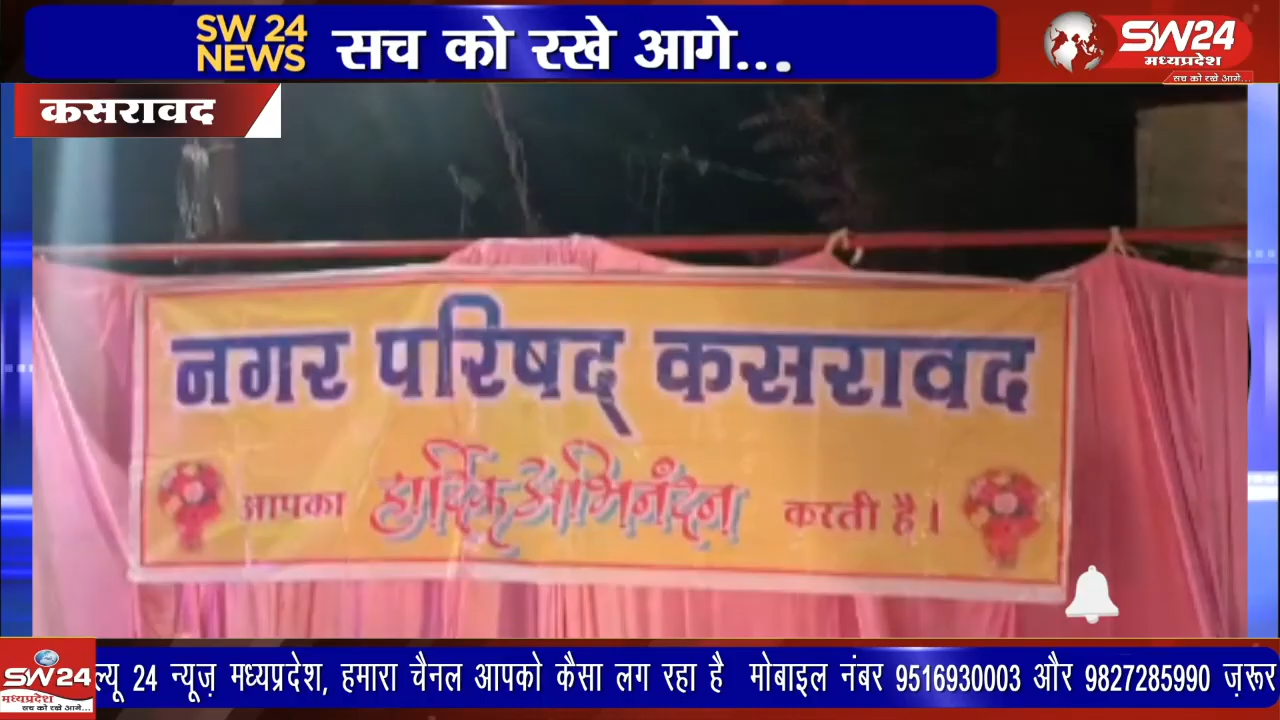 SW 24
NEWS
सच को रखे आगे...
SW24
मध्यप्रदेश
सच को रखे आगे...
कसरावद
नगर परिषद् कसरावद
आपका हार्दिक अभिनंदन करती है।
SW24
मध्यप्रदेश
सच को रखे आगे...
ल्यू 24 न्यूज़ मध्यप्रदेश, हमारा चैनल आपको कैसा लग रहा है मोबाइल नंबर 9516930003 और 9827285990 ज़रूर